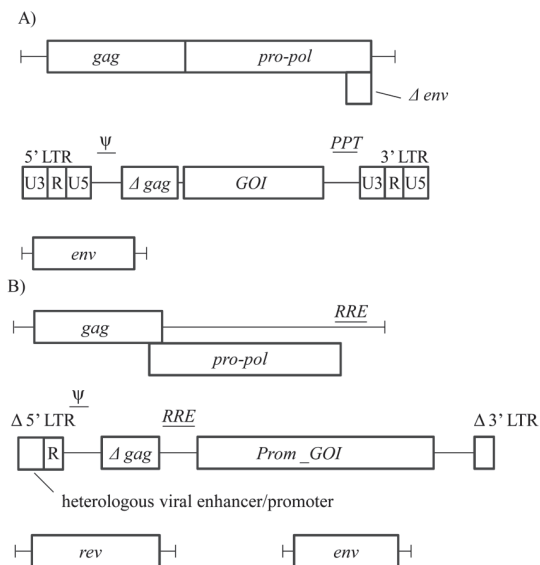 A)
gag pro-pol
Δ env
ψ PPT
5’ LTR 3’ LTR
U3 R U5 Δ gag GOI U3 R U5
env
B)
RRE
gag
pro-pol
ψ
Δ 5’ LTR RRE Δ 3’ LTR
R Δ gag Prom_GOI
heterologous viral enhancer/promoter
rev env